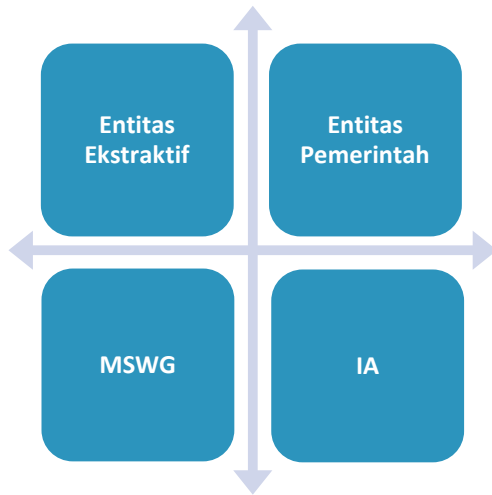 Entitas
Ekstraktif
Entitas
Pemerintah
MSWG
IA